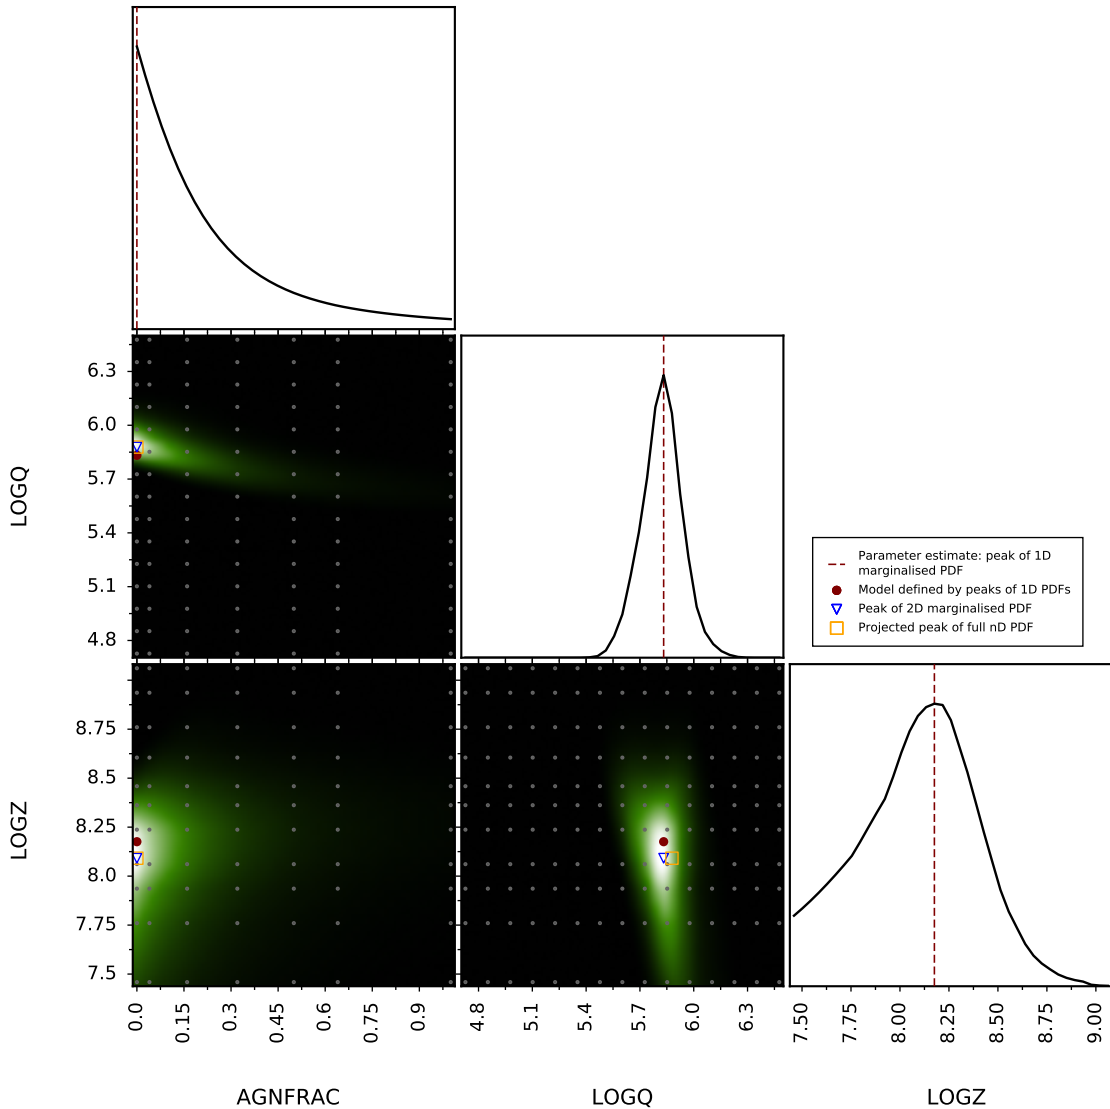 6.3
6.0
5.7
5.4
5.1
4.8
LOGQ
Parameter estimate: peak of 1D
marginalised PDF
Model defined by peaks of 1D PDFs
Peak of 2D marginalised PDF
Projected peak of full nD PDF
8.75
8.5
8.25
8.0
7.75
7.5
LOGZ
0.0 0.15 0.3 0.45 0.6 0.75 0.9
4.8 5.1 5.4 5.7 6.0 6.3
7.50 7.75 8.00 8.25 8.50 8.75 9.00
AGNFRAC LOGQ LOGZ